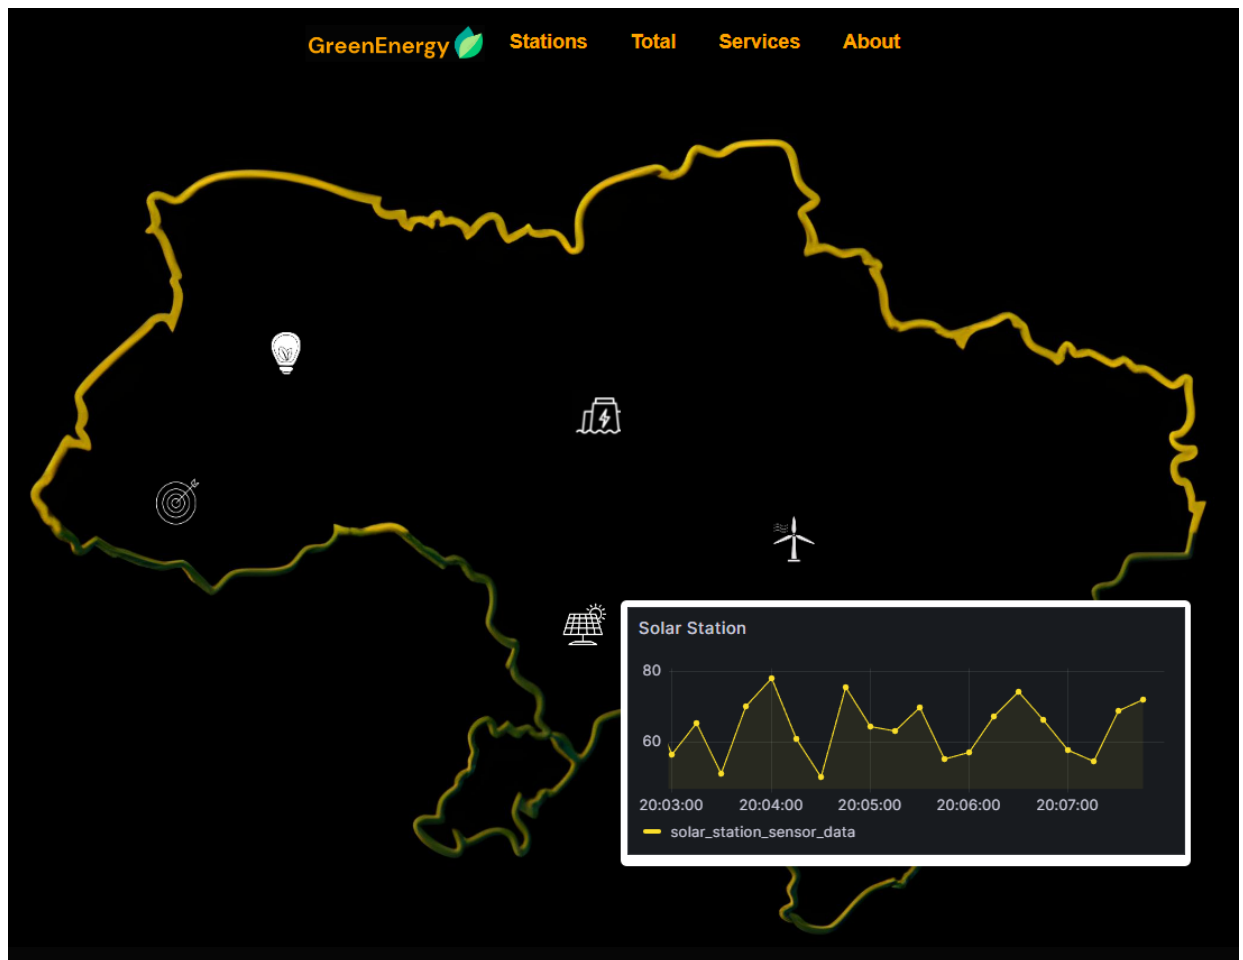 GreenEnergy Stations Total Services About
Solar Station
80
60
20:03:00 20:04:00 20:05:00 20:06:00 20:07:00
solar_station_sensor_data